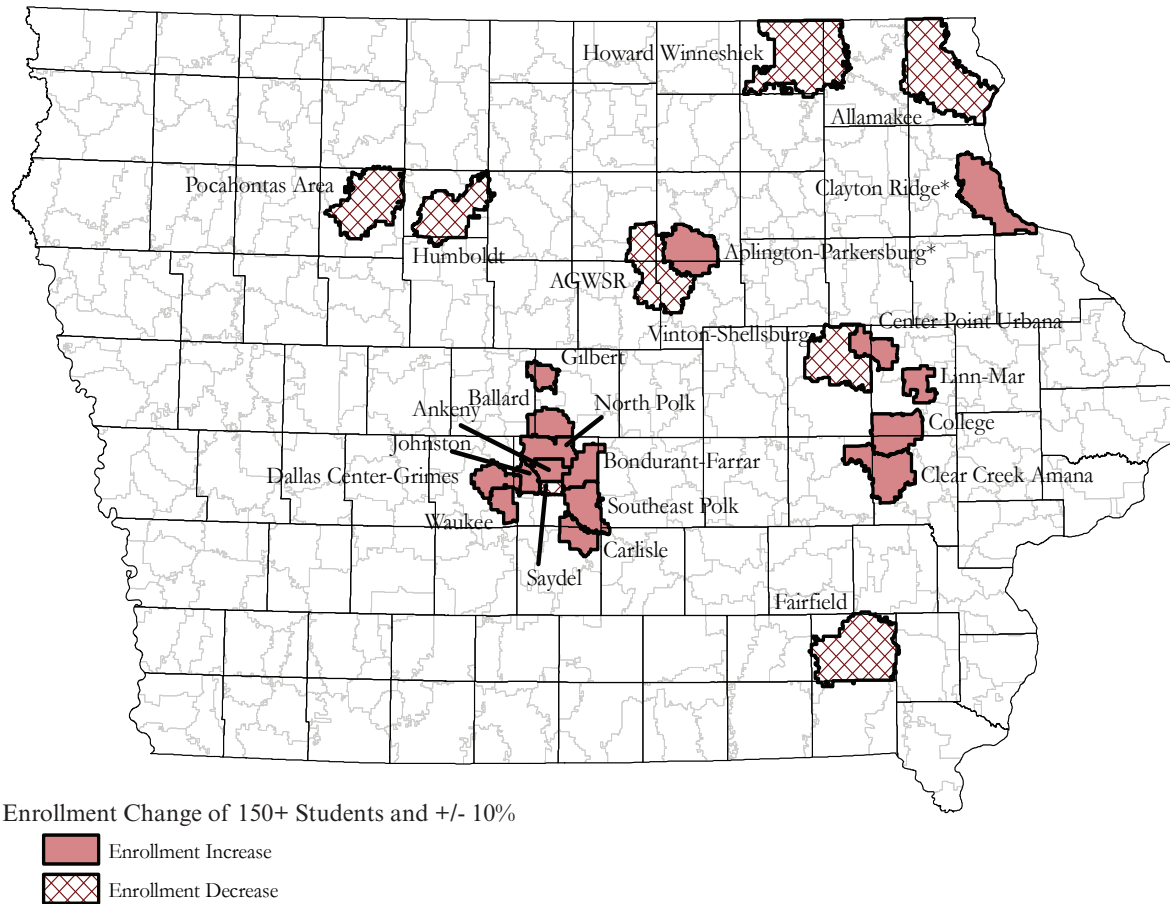 Howard Winneshiek
Allamakee
Pocahontas Area
Clayton Ridge*
Humboldt
Aplington-Parkersburg*
AGWSR
Vinton-Shellsburg
Center Point Urbana
Gilbert
Linn-Mar
Ballard
Ankeny
North Polk
College
Johnston
Dallas Center-Grimes
Bondurant-Farrar
Clear Creek Amana
Waukee
Southeast Polk
Carlisle
Saydel
Fairfield
Enrollment Change of 150+ Students and +/- 10%
Enrollment Increase
Enrollment Decrease